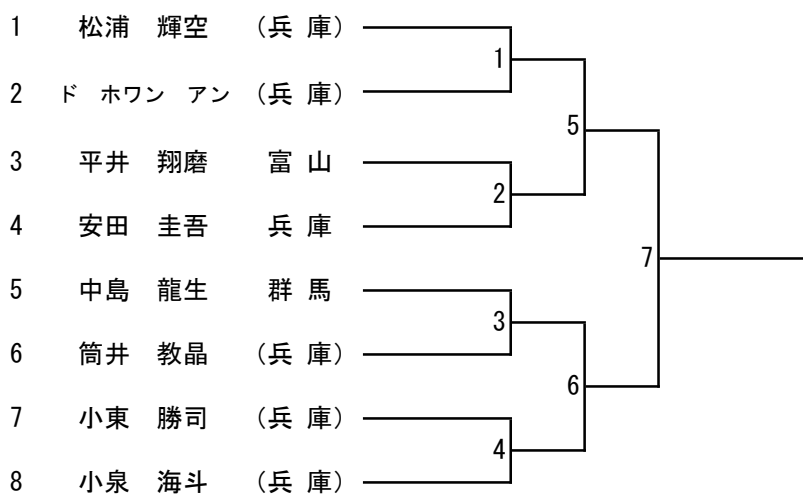 1 松浦 輝空 （兵 庫）
1
2 ド ホワン アン （兵 庫）
5
3 平井 翔磨 富 山
2
4 安田 圭吾 兵 庫
7
5 中島 龍生 群 馬
3
6 筒井 教晶 （兵 庫）
6
7 小東 勝司 （兵 庫）
4
8 小泉 海斗 （兵 庫）